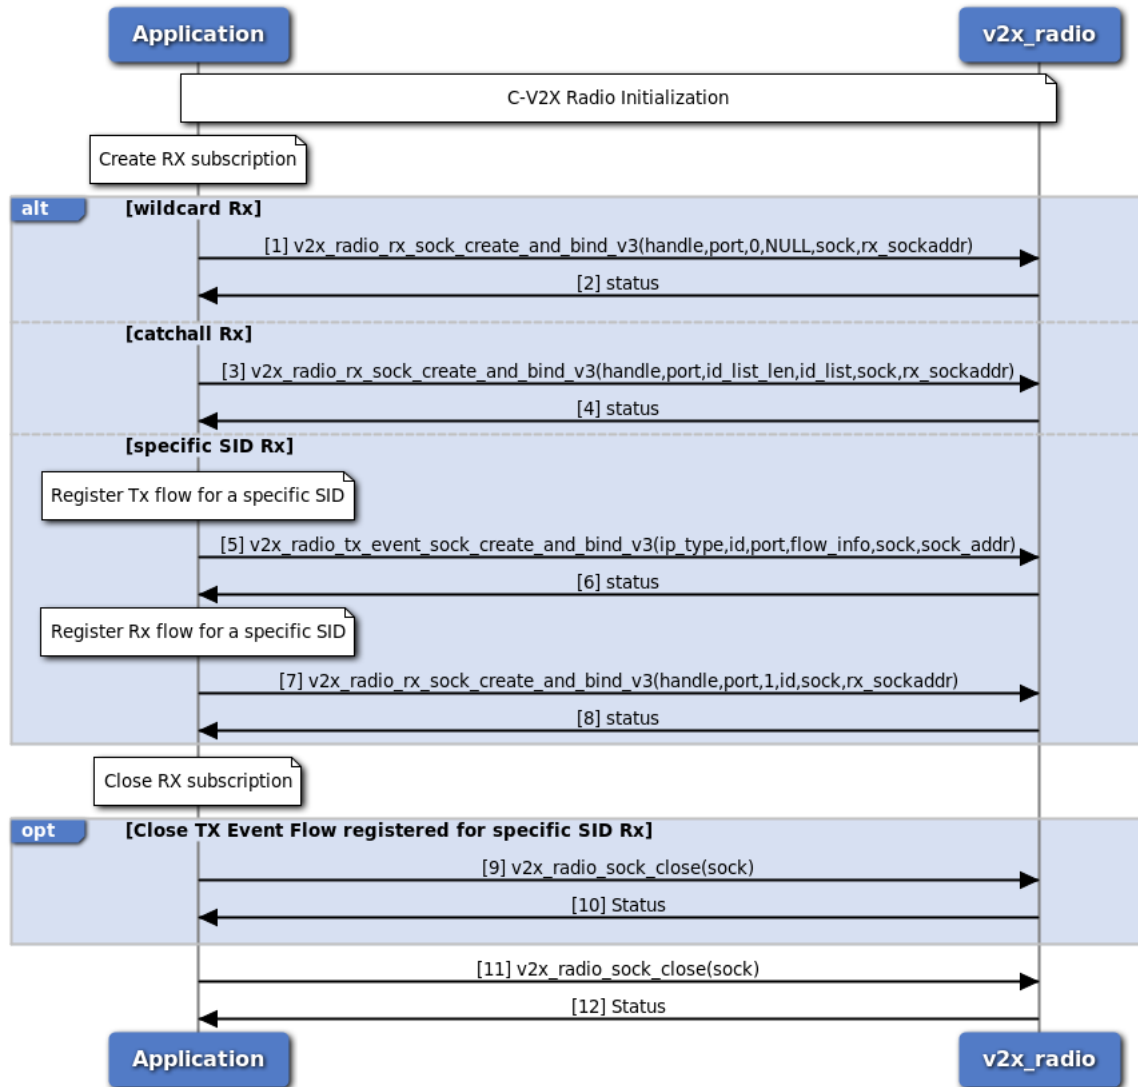 Application
v2x_radio
C-V2X Radio Initialization
Create RX subscription
alt
[wildcard Rx]
[1] v2x_radio_rx_sock_create_and_bind_v3(handle,port,0,NULL,sock,rx_sockaddr)
[2] status
[catchall Rx]
[3] v2x_radio_rx_sock_create_and_bind_v3(handle,port,id_list_len,id_list,sock,rx_sockaddr)
[4] status
[specific SID Rx]
Register Tx flow for a specific SID
[5] v2x_radio_tx_event_sock_create_and_bind_v3(ip_type,id,port,flow_info,sock,sock_addr)
[6] status
Register Rx flow for a specific SID
[7] v2x_radio_rx_sock_create_and_bind_v3(handle,port,1,id,sock,rx_sockaddr)
[8] status
Close RX subscription
opt
[Close TX Event Flow registered for specific SID Rx]
[9] v2x_radio_sock_close(sock)
[10] Status
[11] v2x_radio_sock_close(sock)
[12] Status
Application
v2x_radio